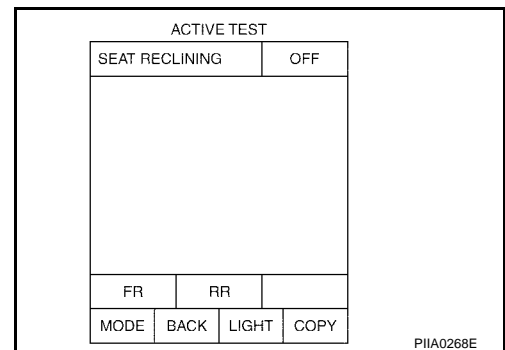 ACTIVE TEST
SEAT RECLINING OFF
FR RR
MODE BACK LIGHT COPY
PIIA0268E